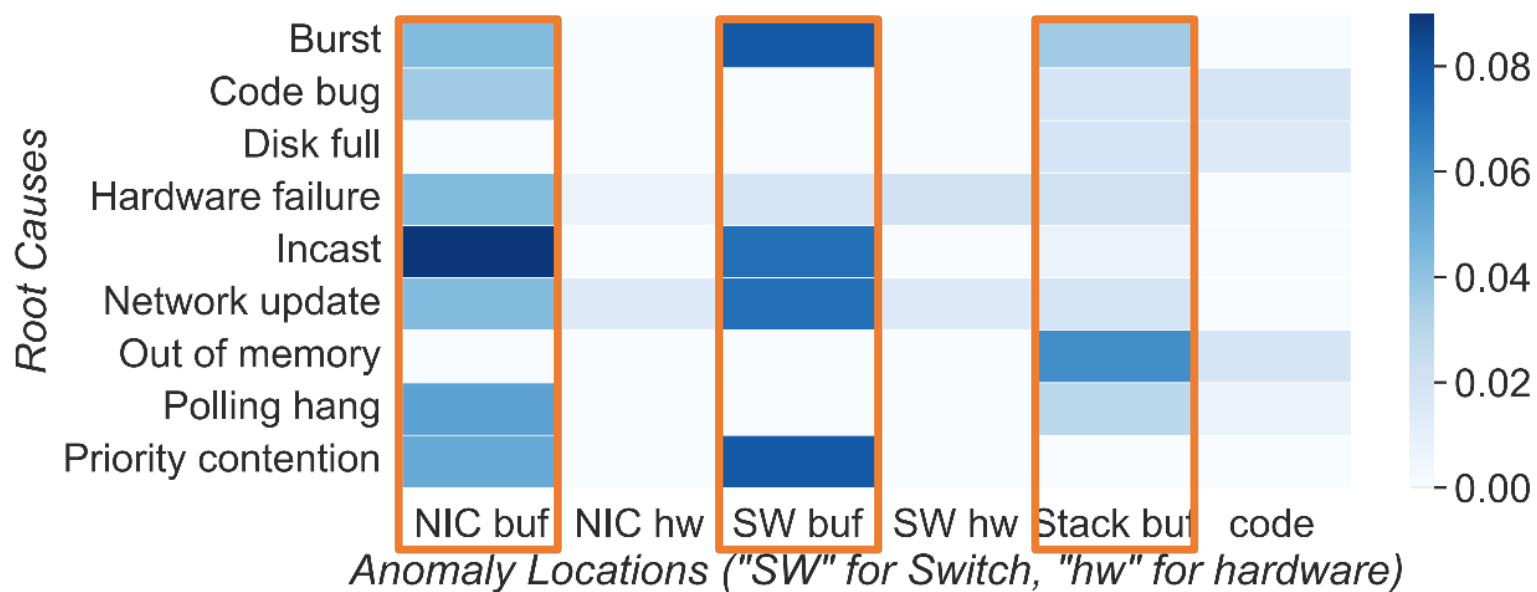 Root Causes
Burst
Code bug
Disk full
Hardware failure
Incast
Network update
Out of memory
Polling hang
Priority contention
NIC buf NIC hw SW buf SW hw Stack buf code
Anomaly Locations ("SW" for Switch, "hw" for hardware)
0.08
0.06
0.04
0.02
0.00